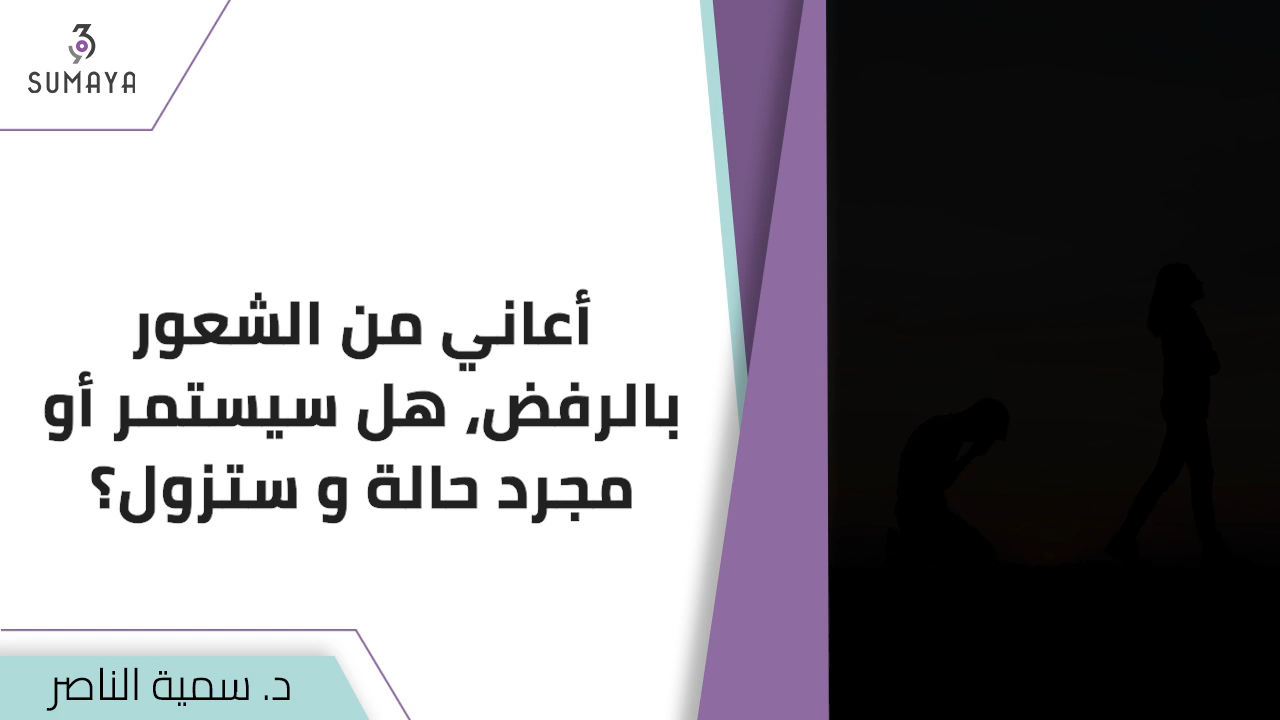 SUMAYA
أعاني من الشعور
بالرفض، هل سيستمر أو
مجرد حالة و ستزول؟
د. سمية الناصر